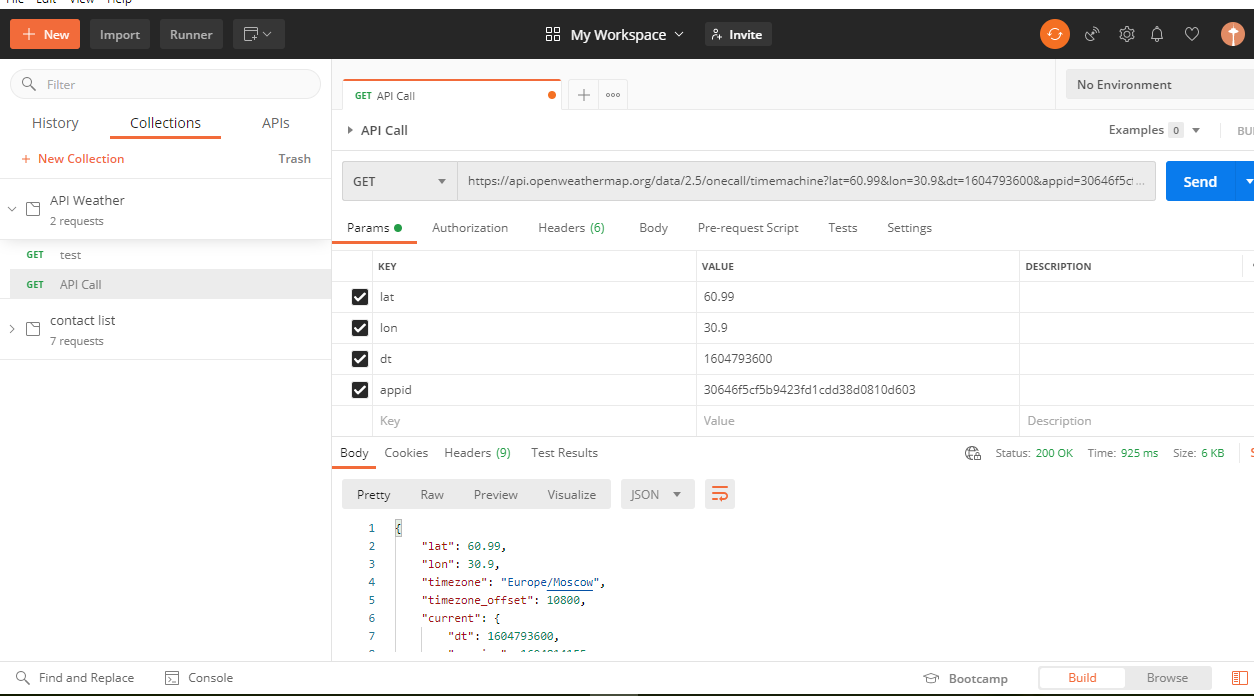 File Edit View Help
New Import Runner My Workspace Invite
Filter
GET API Call
No Environment
History Collections APIs
API Call Examples 0 BUI
+ New Collection Trash
GET https://api.openweathermap.org/data/2.5/onecall/timemachine?lat=60.99&lon=30.9&dt=1604793600&appid=30646f5cf... Send
API Weather
2 requests
Params Authorization Headers (6) Body Pre-request Script Tests Settings
GET test
GET API Call
contact list
7 requests
KEY VALUE DESCRIPTION
lat 60.99
lon 30.9
dt 1604793600
appid 30646f5cf5b9423fd1cdd38d0810d603
Key Value Description
Body Cookies Headers (9) Test Results Status: 200 OK Time: 925 ms Size: 6 KB
Pretty Raw Preview Visualize JSON
1 {
2 "lat": 60.99,
3 "lon": 30.9,
4 "timezone": "Europe/Moscow",
5 "timezone_offset": 10800,
6 "current": {
7 "dt": 1604793600,
Find and Replace Console Bootcamp Build Browse